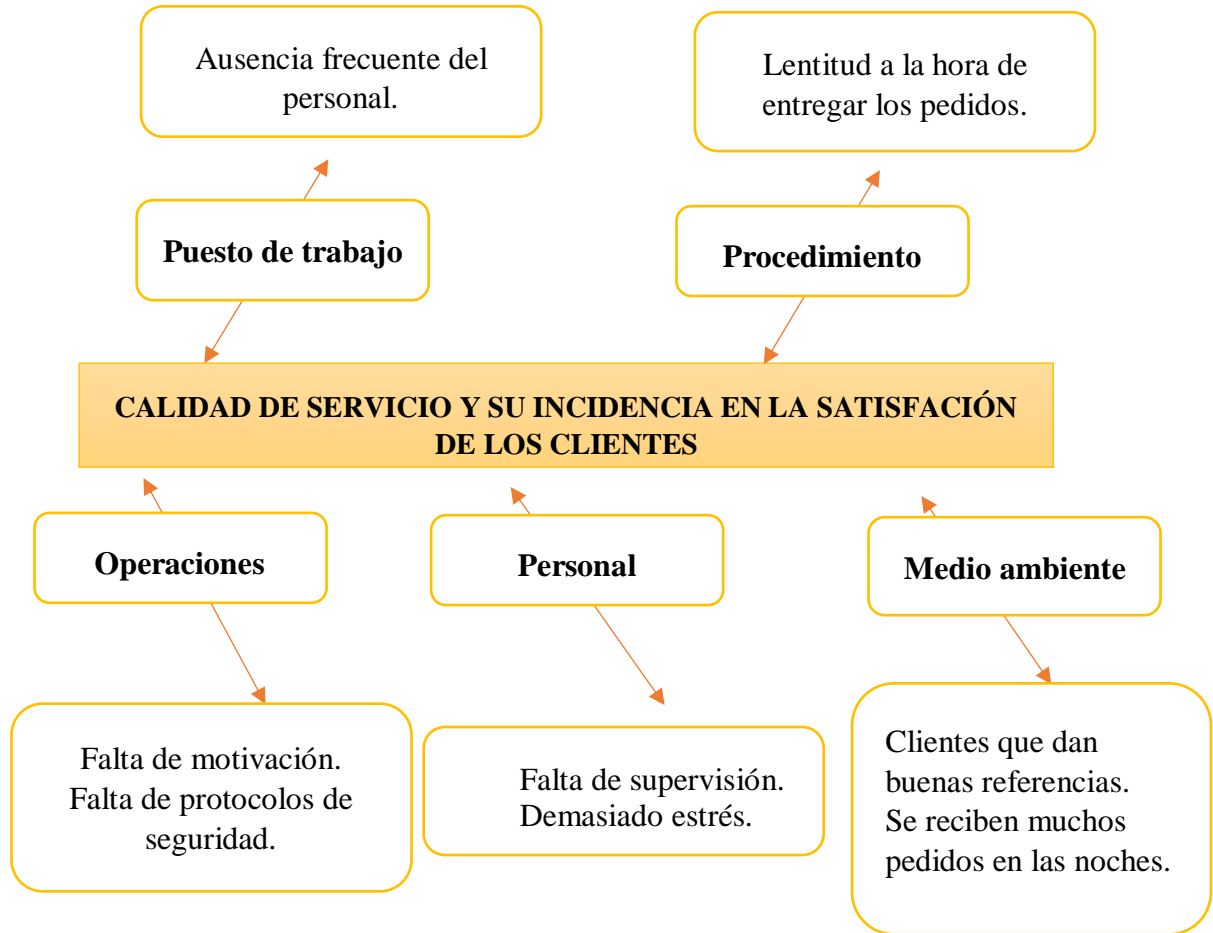 Ausencia frecuente del
personal.
Lentitud a la hora de
entregar los pedidos.
Puesto de trabajo
Procedimiento
CALIDAD DE SERVICIO Y SU INCIDENCIA EN LA SATISFACIÓN
DE LOS CLIENTES
Operaciones
Personal
Medio ambiente
Falta de motivación.
Falta de protocolos de
seguridad.
Falta de supervisión.
Demasiado estrés.
Clientes que dan
buenas referencias.
Se reciben muchos
pedidos en las noches.